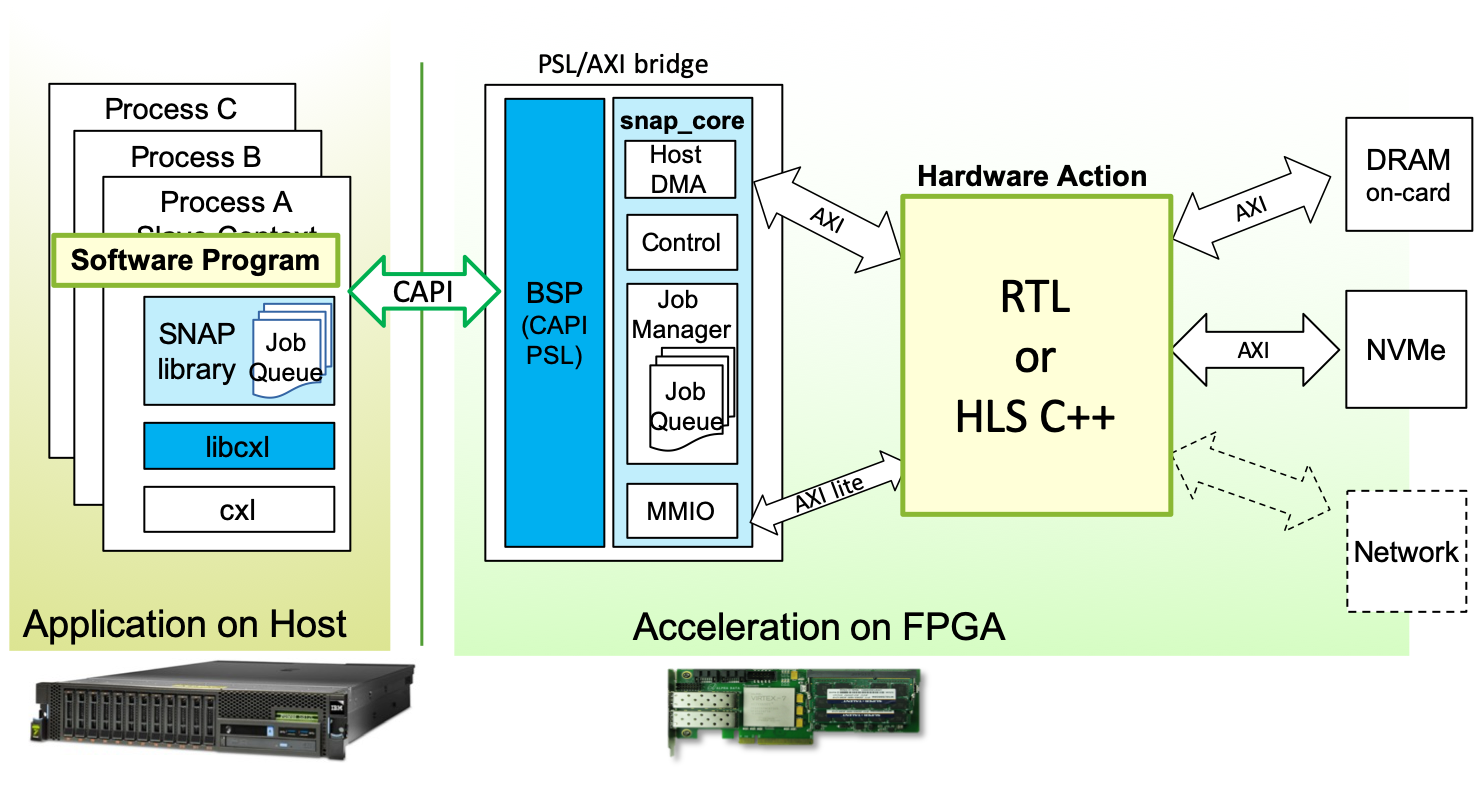 PSL/AXI bridge
Process C
Process B
Process A
Slave Context
Software Program
SNAP
library
Job
Queue
libcxl
cxl
CAPI
BSP
(CAPI
PSL)
snap_core
Host
DMA
Control
Job
Manager
Job
Queue
MMIO
AXI
AXI lite
Hardware Action
RTL
or
HLS C++
AXI
DRAM
on-card
AXI
NVMe
Network
Application on Host
Acceleration on FPGA
IBM